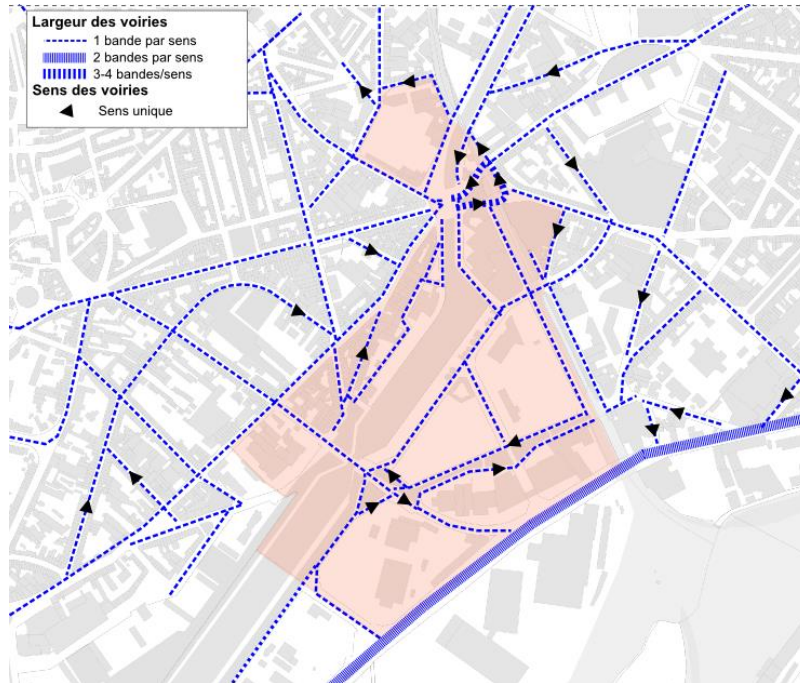 Largeur des voiries
1 bande par sens
2 bandes par sens
3-4 bandes/sens
Sens des voiries
Sens unique